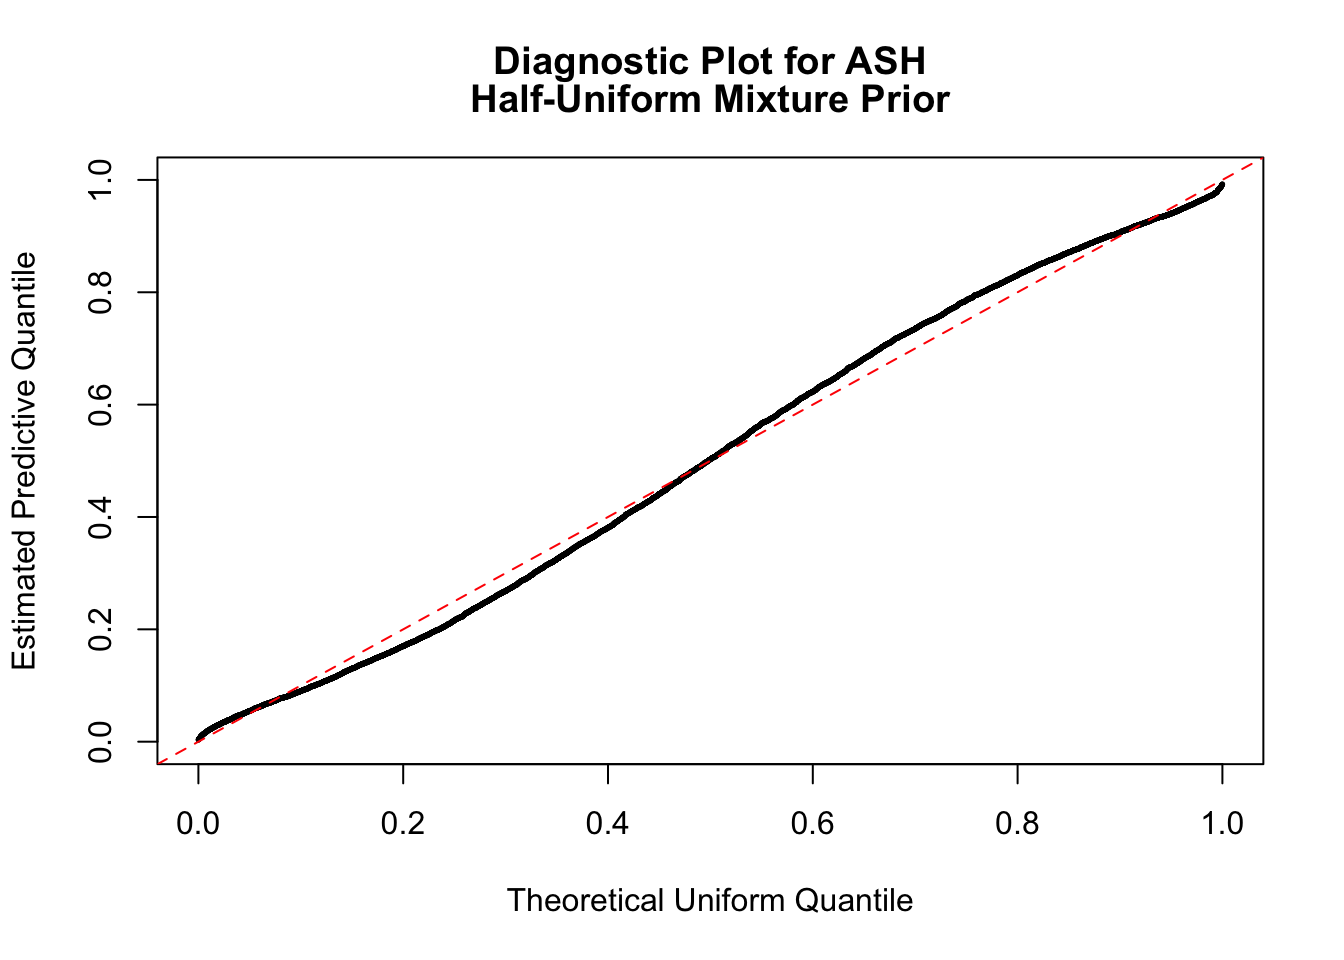 Diagnostic Plot for ASH
Half-Uniform Mixture Prior
Estimated Predictive Quantile
1.0
0.8
0.6
0.4
0.2
0.0
0.0 0.2 0.4 0.6 0.8 1.0
Theoretical Uniform Quantile